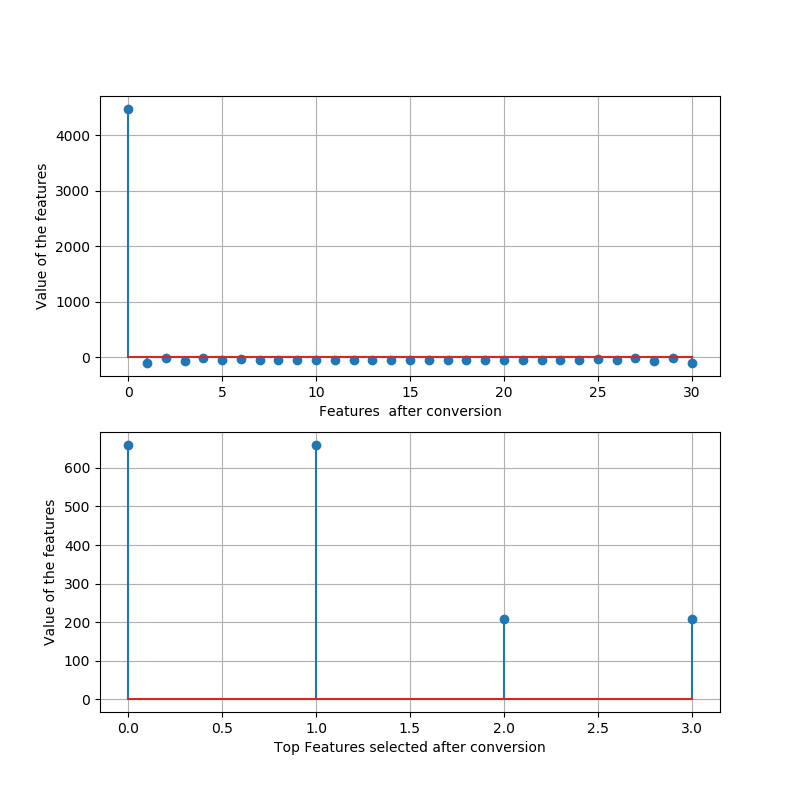 4000
3000
2000
1000
0
Value of the features
0 5 10 15 20 25 30
Features  after conversion
600
500
400
300
200
100
0
Value of the features
0.0 0.5 1.0 1.5 2.0 2.5 3.0
Top Features selected after conversion